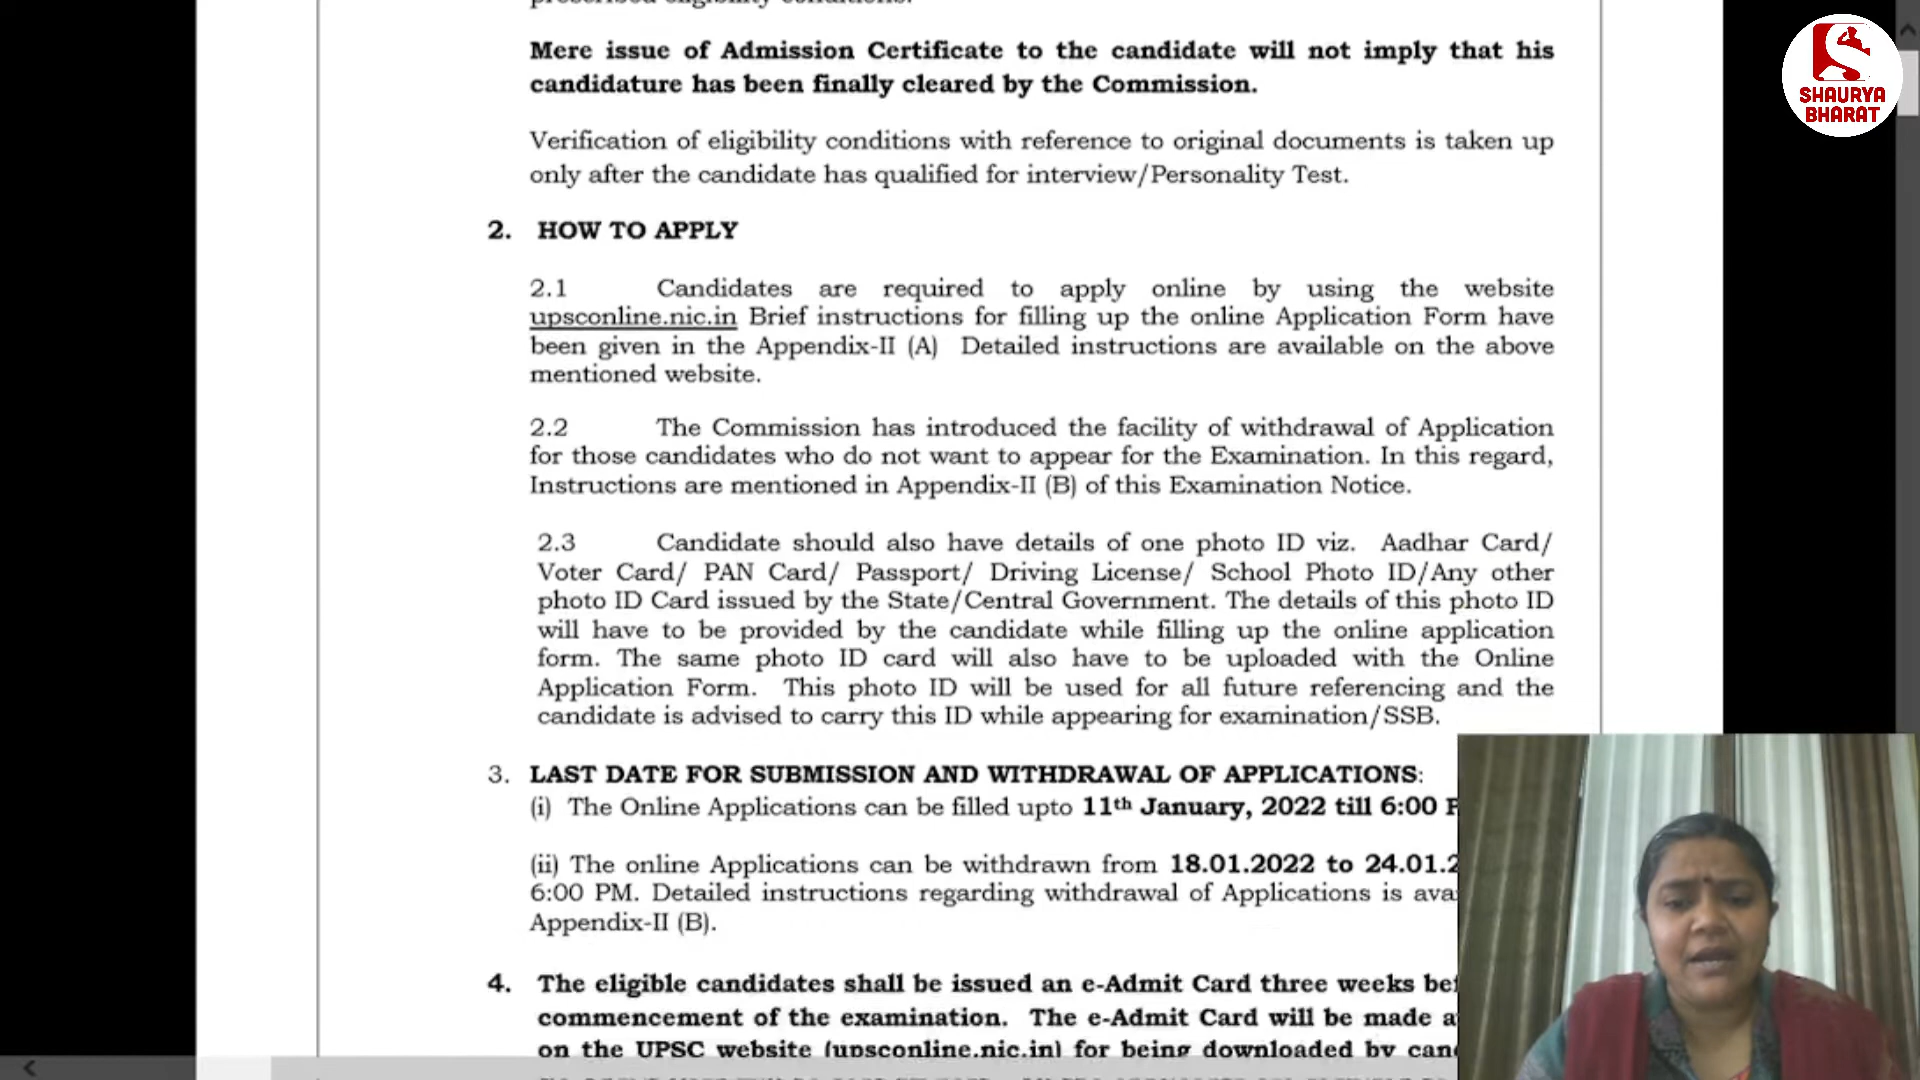 prescribed eligibility conditions.
Mere issue of Admission Certificate to the candidate will not imply that his
candidature has been finally cleared by the Commission.
Verification of eligibility conditions with reference to original documents is taken up
only after the candidate has qualified for interview/Personality Test.
2. HOW TO APPLY
2.1 Candidates are required to apply online by using the website
upsconline.nic.in Brief instructions for filling up the online Application Form have
been given in the Appendix-II (A) Detailed instructions are available on the above
mentioned website.
2.2 The Commission has introduced the facility of withdrawal of Application
for those candidates who do not want to appear for the Examination. In this regard,
Instructions are mentioned in Appendix-II (B) of this Examination Notice.
2.3 Candidate should also have details of one photo ID viz. Aadhar Card/
Voter Card/ PAN Card/ Passport/ Driving License/ School Photo ID/Any other
photo ID Card issued by the State/Central Government. The details of this photo ID
will have to be provided by the candidate while filling up the online application
form. The same photo ID card will also have to be uploaded with the Online
Application Form. This photo ID will be used for all future referencing and the
candidate is advised to carry this ID while appearing for examination/SSB.
3. LAST DATE FOR SUBMISSION AND WITHDRAWAL OF APPLICATIONS:
(i) The Online Applications can be filled upto 11th January, 2022 till 6:00
(ii) The online Applications can be withdrawn from 18.01.2022 to 24.01.2
6:00 PM. Detailed instructions regarding withdrawal of Applications is ava
Appendix-II (B).
4. The eligible candidates shall be issued an e-Admit Card three weeks be
commencement of the examination. The e-Admit Card will be made a
on the UPSC website (upsconline.nic.in) for being downloaded by can
SHAURYA
BHARAT